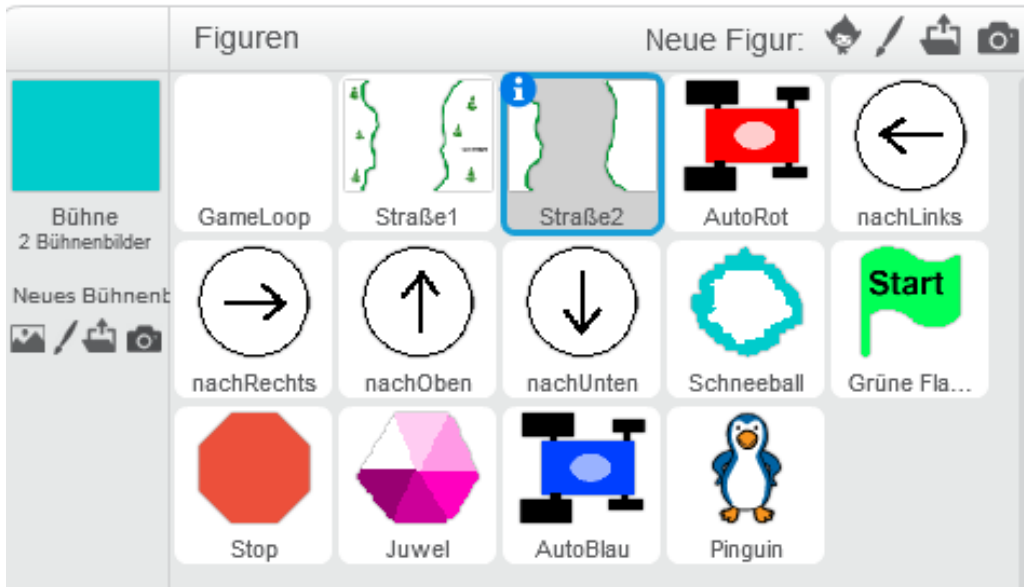 Figuren
Neue Figur:
GameLoop
Straße1
Straße2
AutoRot
nachLinks
Bühne
2 Bühnenbilder
Neues Bühnenb
nachRechts
nachOben
nachUnten
Schneeball
Start
Grüne Fla...
Stop
Juwel
AutoBlau
Pinguin